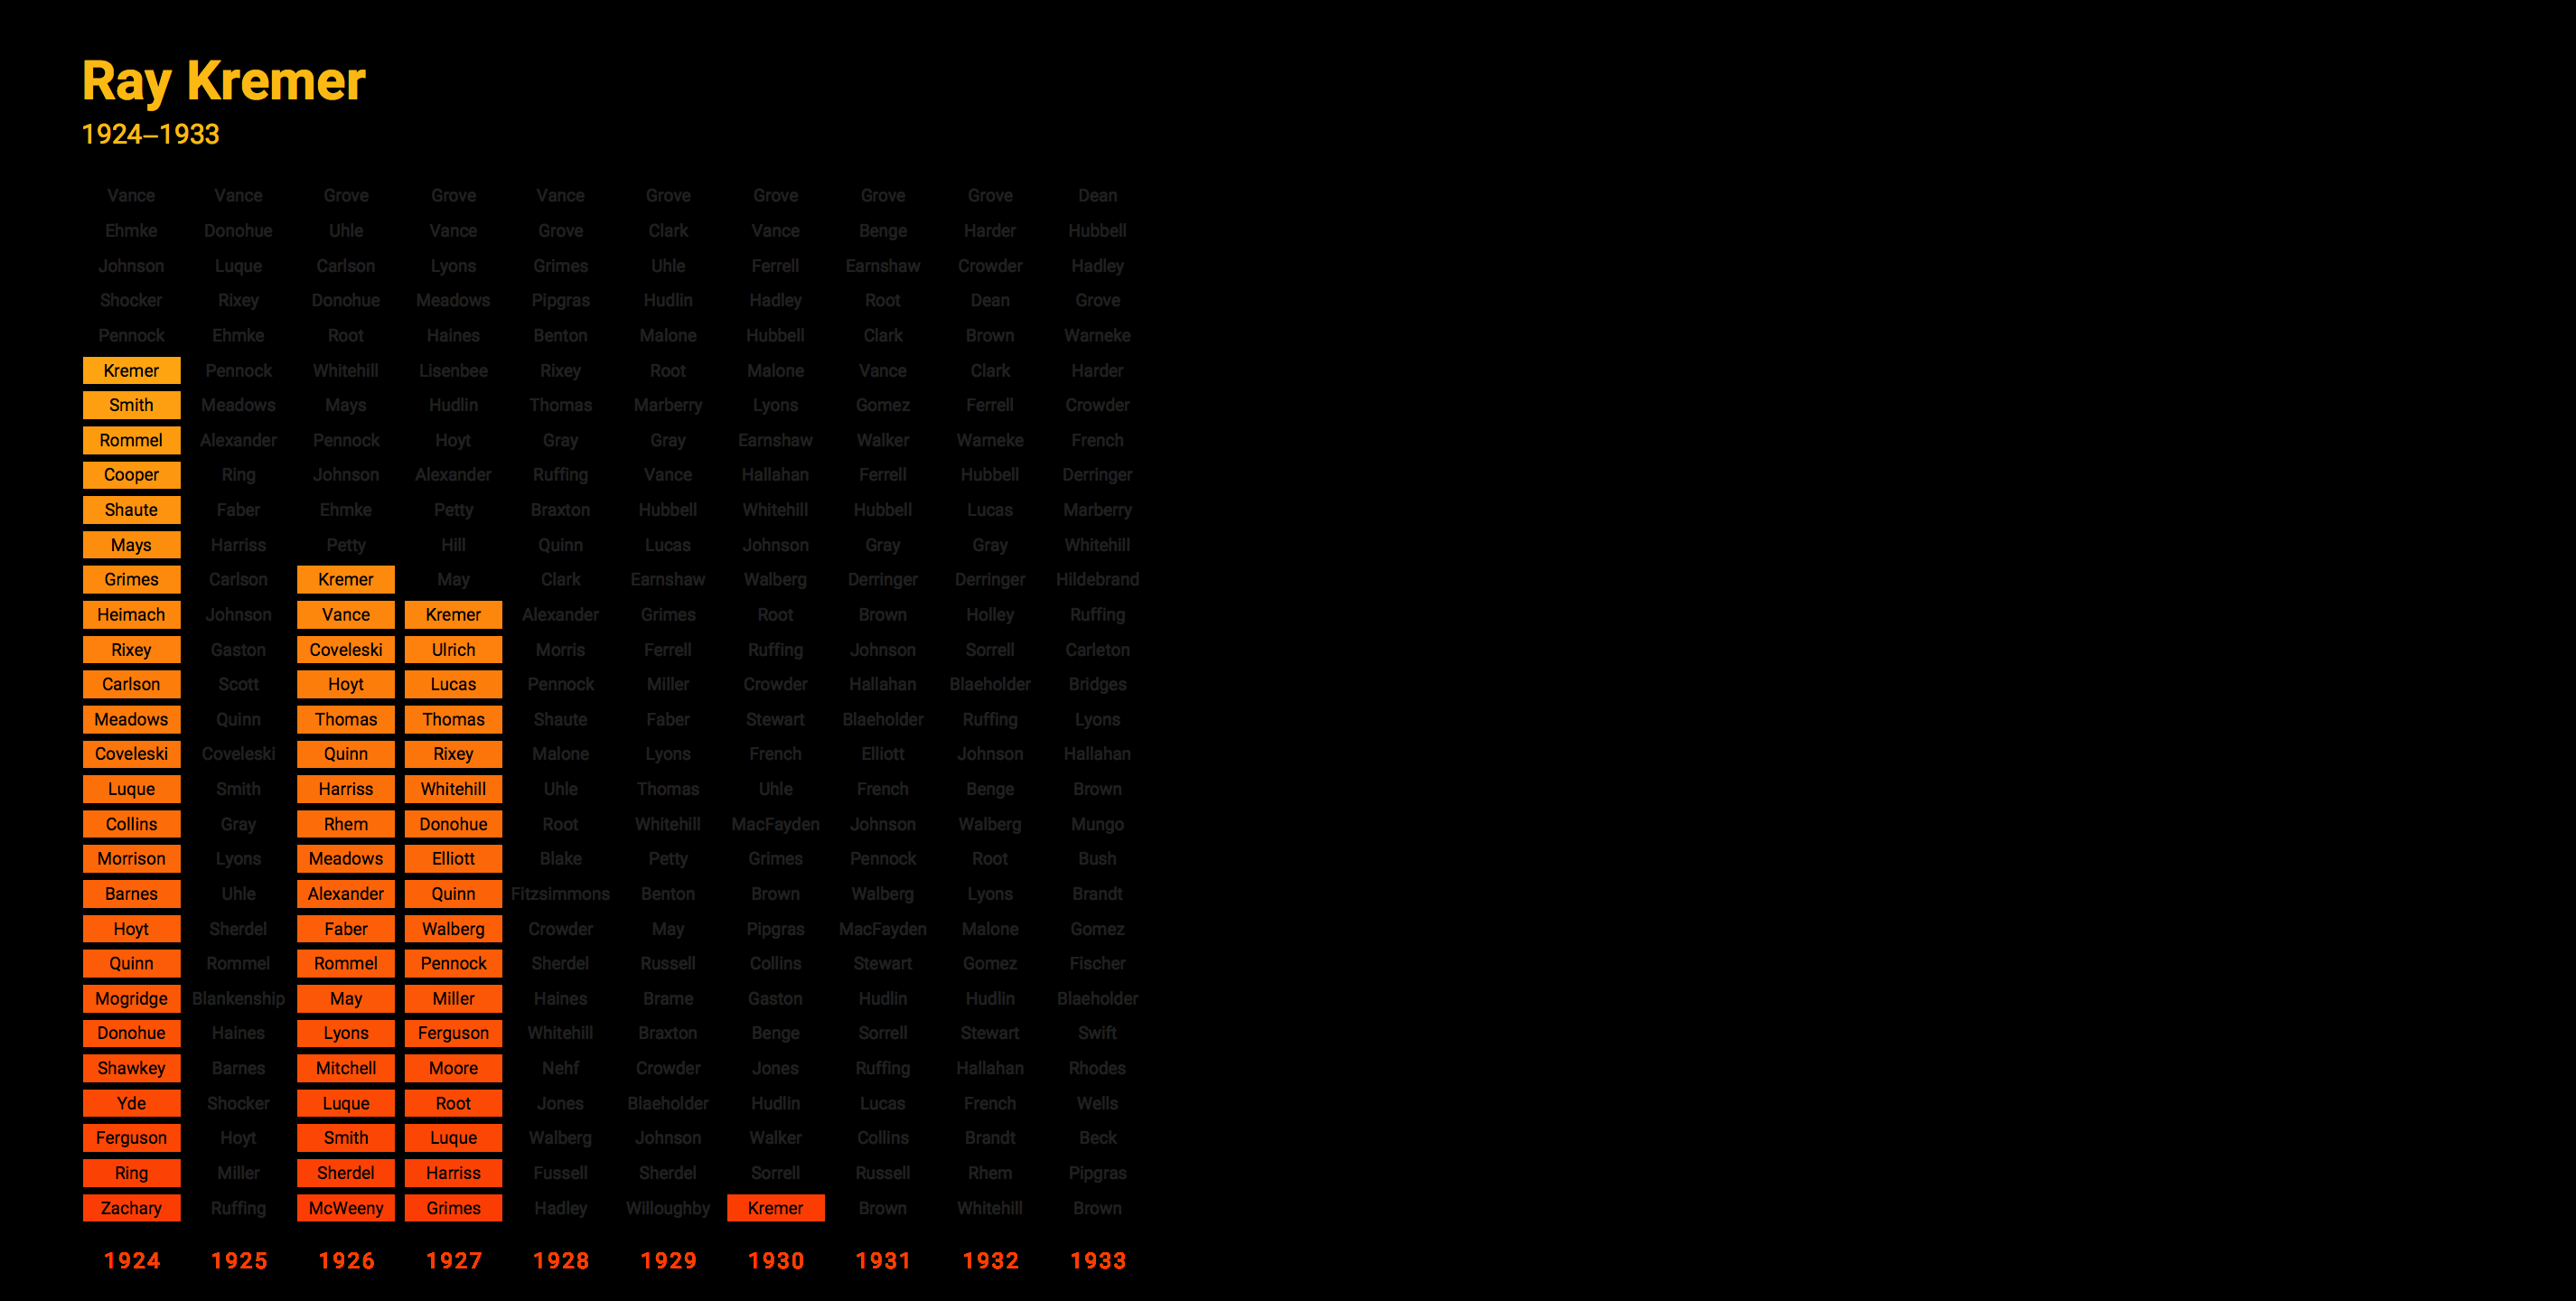 Ray Kremer
1924–1933
Vance Vance Grove Grove Vance Grove Grove Grove Grove Dean
Ehmke Donohue Uhle Vance Grove Clark Vance Benge Harder Hubbell
Johnson Luque Carlson Lyons Grimes Uhle Ferrell Earnshaw Crowder Hadley
Shocker Rixey Donohue Meadows Pipgras Hudlin Hadley Root Dean Grove
Pennock Ehmke Root Haines Benton Malone Hubbell Clark Brown Warneke
Kremer Pennock Whitehill Lisenbee Rixey Root Malone Vance Clark Harder
Smith Meadows Mays Hudlin Thomas Marberry Lyons Gomez Ferrell Crowder
Rommel Alexander Pennock Hoyt Gray Gray Earnshaw Walker Warneke French
Cooper Ring Johnson Alexander Ruffing Vance Hallahan Ferrell Hubbell Derringer
Shaute Faber Ehmke Petty Braxton Hubbell Whitehill Hubbell Lucas Marberry
Mays Harriss Petty Hill Quinn Lucas Johnson Gray Gray Whitehill
Grimes Carlson Kremer May Clark Earnshaw Walberg Derringer Derringer Hildebrand
Heimach Johnson Vance Kremer Alexander Grimes Root Brown Holley Ruffing
Rixey Gaston Coveleski Ulrich Morris Ferrell Ruffing Johnson Sorrell Carleton
Carlson Scott Hoyt Lucas Pennock Miller Crowder Hallahan Blaeholder Bridges
Meadows Quinn Thomas Thomas Shaute Faber Stewart Blaeholder Ruffing Lyons
Coveleski Coveleski Quinn Rixey Malone Lyons French Elliott Johnson Hallahan
Luque Smith Harriss Whitehill Uhle Thomas Uhle French Benge Brown
Collins Gray Rhem Donohue Root Whitehill MacFayden Johnson Walberg Mungo
Morrison Lyons Meadows Elliott Blake Petty Grimes Pennock Root Bush
Barnes Uhle Alexander Quinn Fitzsimmons Benton Brown Walberg Lyons Brandt
Hoyt Sherdel Faber Walberg Crowder May Pipgras MacFayden Malone Gomez
Quinn Rommel Rommel Pennock Sherdel Russell Collins Stewart Gomez Fischer
Mogridge Blankenship May Miller Haines Brame Gaston Hudlin Hudlin Blaeholder
Donohue Haines Lyons Ferguson Whitehill Braxton Benge Sorrell Stewart Swift
Shawkey Barnes Mitchell Moore Nehf Crowder Jones Ruffing Hallahan Rhodes
Yde Shocker Luque Root Jones Blaeholder Hudlin Lucas French Wells
Ferguson Hoyt Smith Luque Walberg Johnson Walker Collins Brandt Beck
Ring Miller Sherdel Harriss Fussell Sherdel Sorrell Russell Rhem Pipgras
Zachary Ruffing McWeeny Grimes Hadley Willoughby Kremer Brown Whitehill Brown
1924 1925 1926 1927 1928 1929 1930 1931 1932 1933